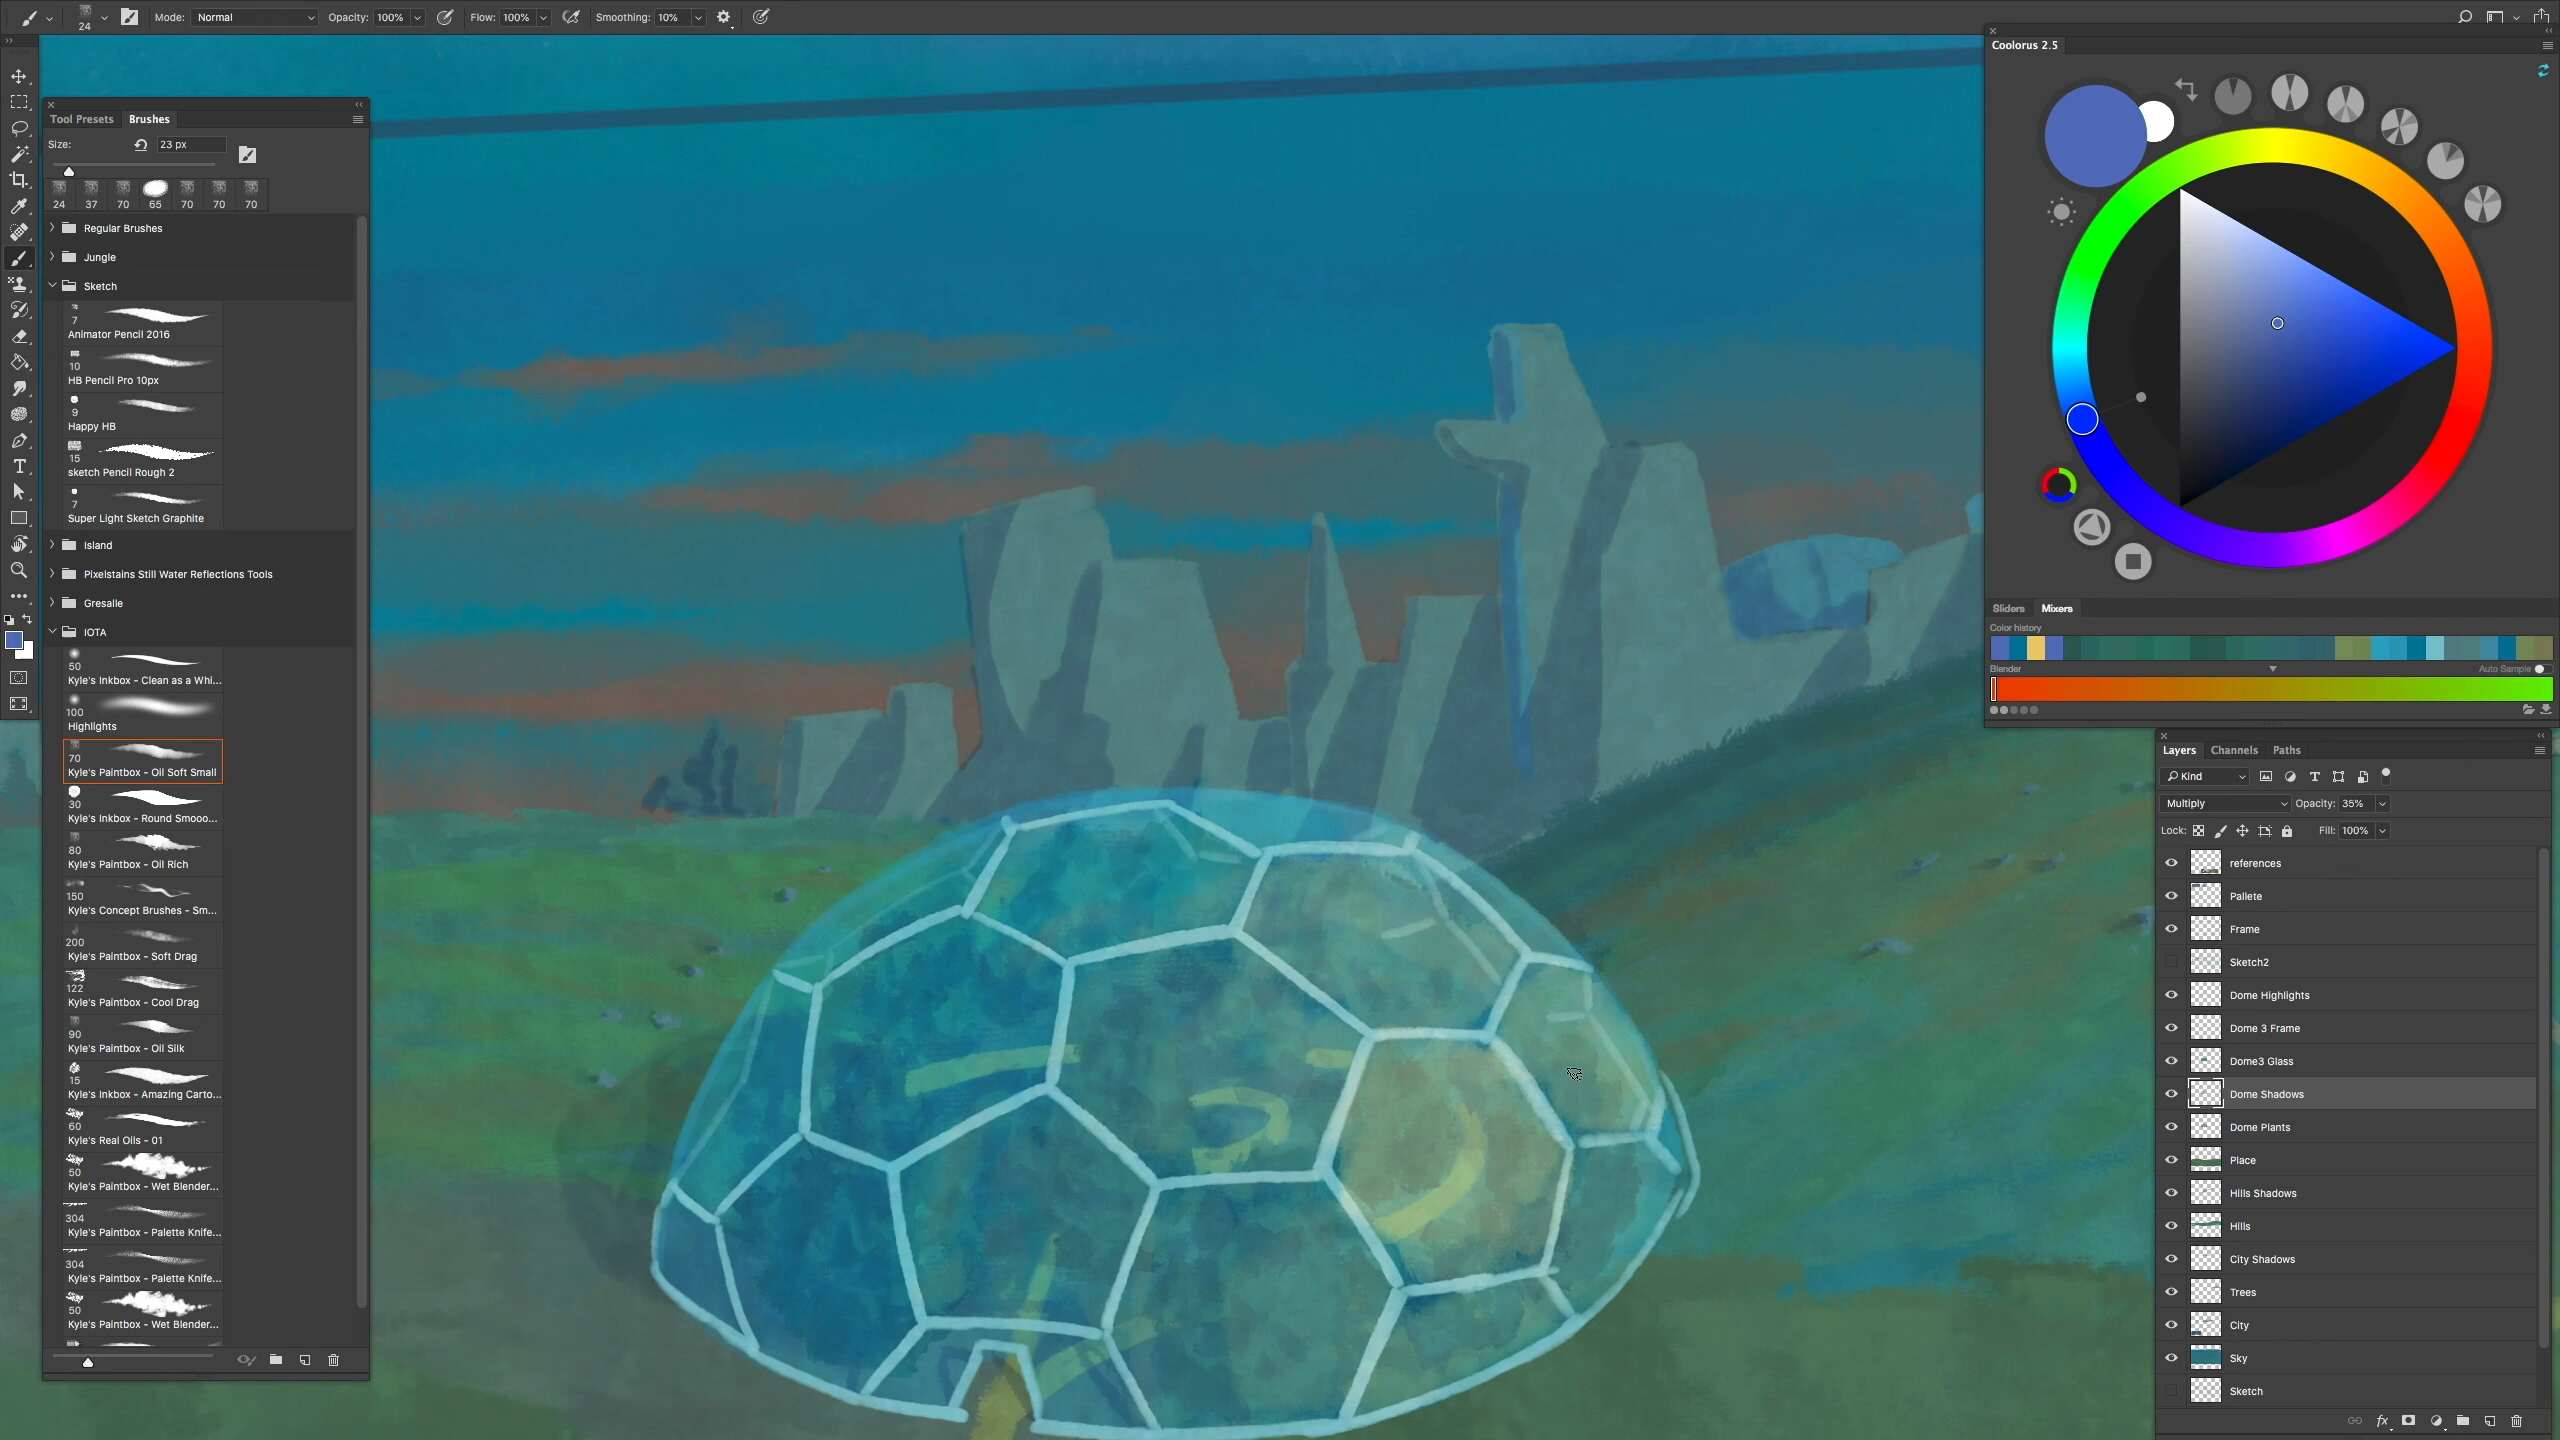 24
Mode: Normal Opacity: 100% Flow: 100% Smoothing: 10%
Tool Presets Brushes
Size: 23 px
24 37 70 65 70 70 70
Regular Brushes
Jungle
Sketch
7
Animator Pencil 2016
10
HB Pencil Pro 10px
9
Happy HB
15
sketch Pencil Rough 2
7
Super Light Sketch Graphite
Island
Pixelstains Still Water Reflections Tools
Gresalle
IOTA
50
Kyle's Inkbox - Clean as a Whi...
100
Highlights
70
Kyle's Paintbox - Oil Soft Small
30
Kyle's Inkbox - Round Smooo...
80
Kyle's Paintbox - Oil Rich
150
Kyle's Concept Brushes - Sm...
200
Kyle's Paintbox - Soft Drag
122
Kyle's Paintbox - Cool Drag
90
Kyle's Paintbox - Oil Silk
15
Kyle's Inkbox - Amazing Carto...
60
Kyle's Real Oils - 01
50
Kyle's Paintbox - Wet Blender...
304
Kyle's Paintbox - Palette Knife...
304
Kyle's Paintbox - Palette Knife...
50
Kyle's Paintbox - Wet Blender...
Coolorus 2.5
Sliders Mixers
Color history
Blender Auto Sample
Layers Channels Paths
Kind
Multiply Opacity: 35%
Lock: Fill: 100%
references
Pallete
Frame
Sketch2
Dome Highlights
Dome 3 Frame
Dome3 Glass
Dome Shadows
Dome Plants
Place
Hills Shadows
Hills
City Shadows
Trees
City
Sky
Sketch
fx